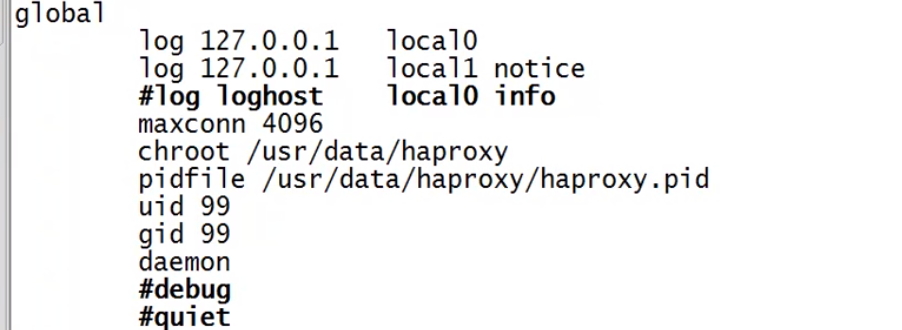 global
log 127.0.0.1 local0
log 127.0.0.1 local1 notice
#log loghost local0 info
maxconn 4096
chroot /usr/data/haproxy
pidfile /usr/data/haproxy/haproxy.pid
uid 99
gid 99
daemon
#debug
#quiet